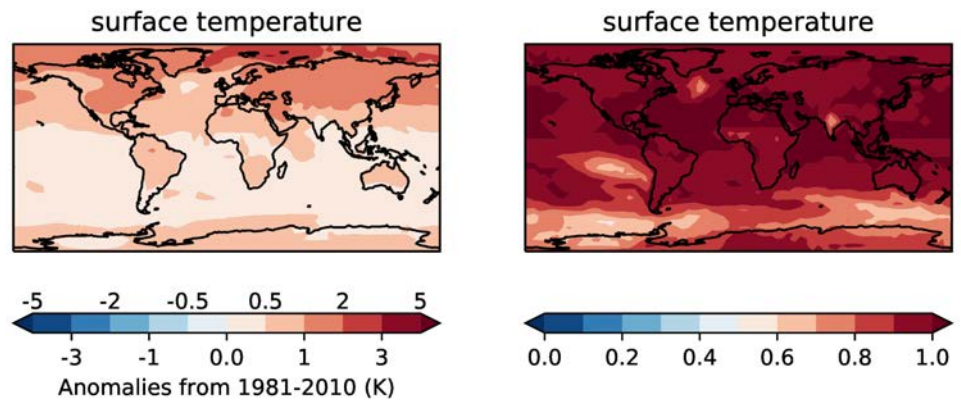 surface temperature
surface temperature
-5 -2 -0.5 0.5 2 5
-3 -1 0.0 1 3
0.0 0.2 0.4 0.6 0.8 1.0
Anomalies from 1981-2010 (K)